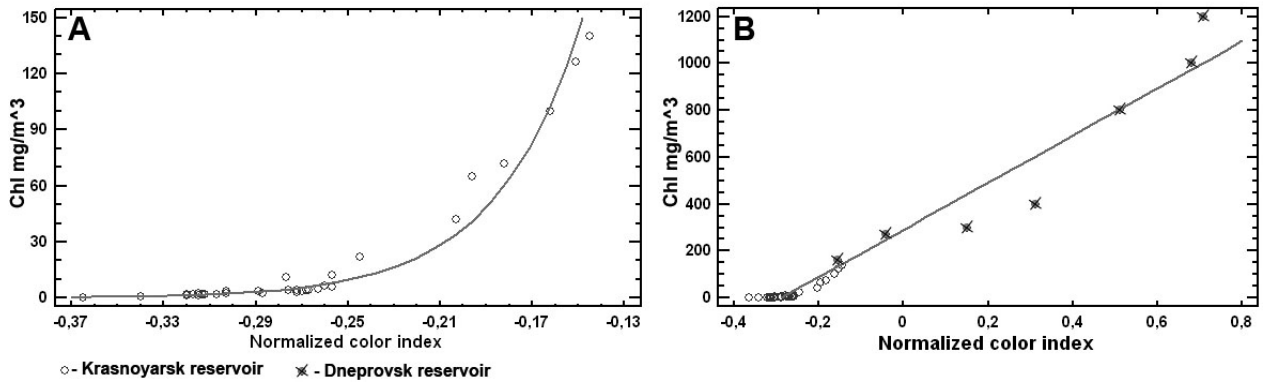 A
Chl mg/m^3
150
120
90
60
30
0
-0,37 -0,33 -0,29 -0,25 -0,21 -0,17 -0,13
Normalized color index
B
Chl mg/m^3
1200
1000
800
600
400
200
0
-0,4 -0,2 0 0,2 0,4 0,6 0,8
Normalized color index
- Krasnoyarsk reservoir - Dneprovsk reservoir